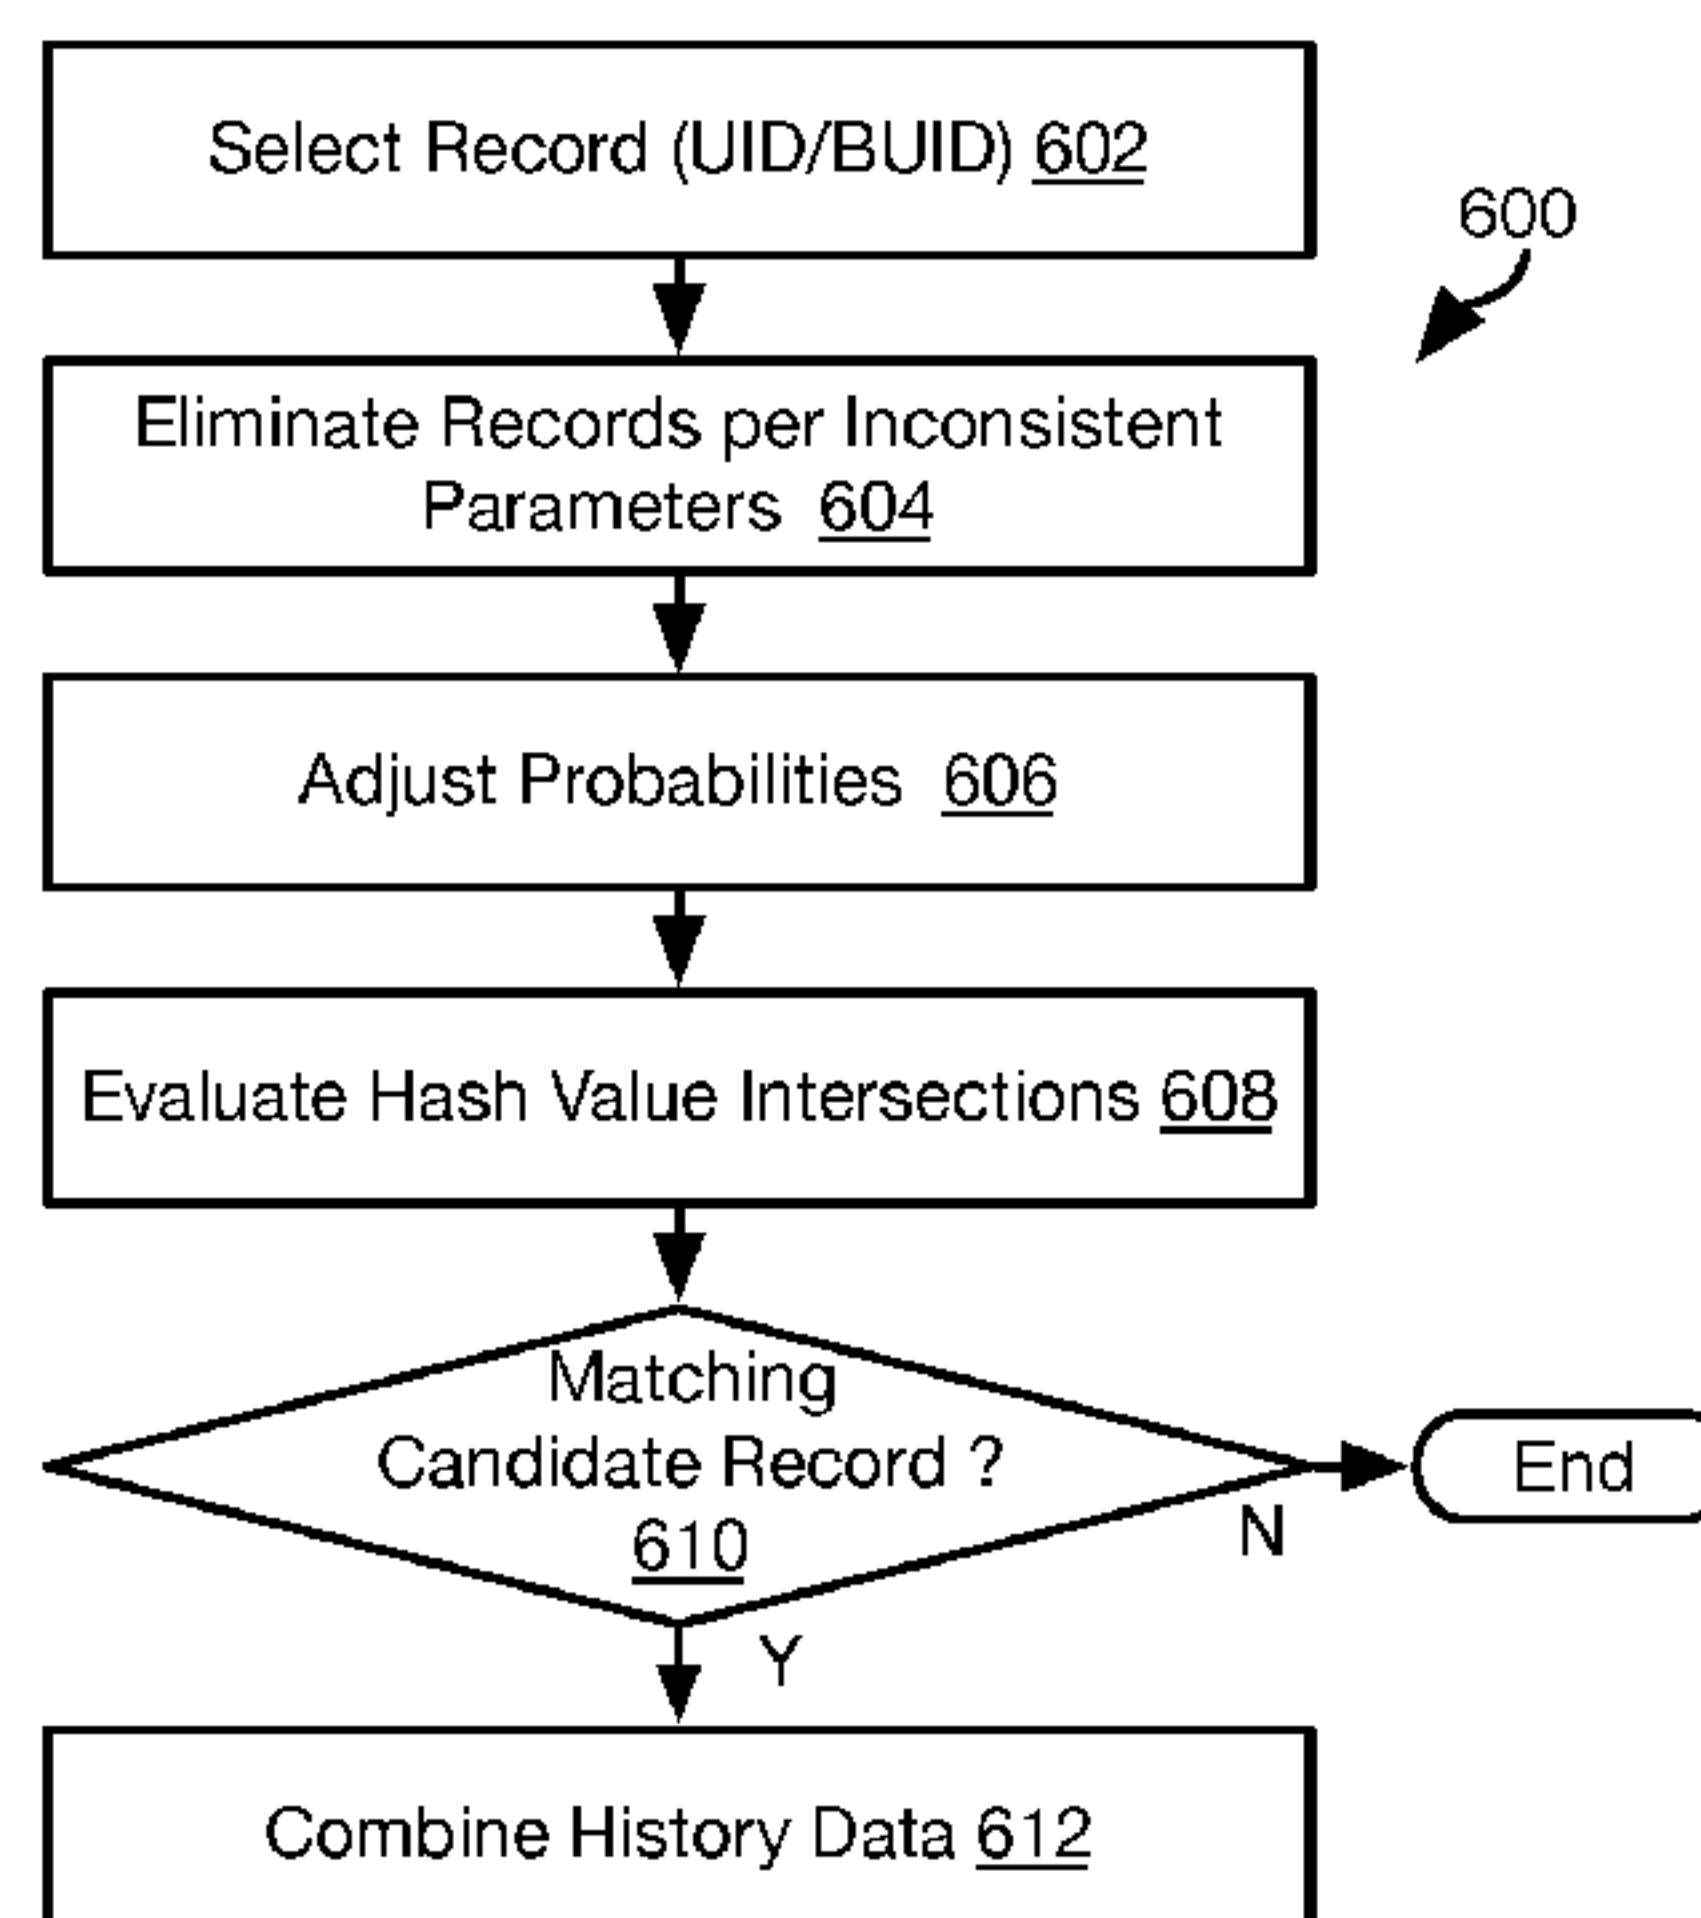 Select Record (UID/BUID) 602
600
Eliminate Records per Inconsistent
Parameters 604
Adjust Probabilities 606
Evaluate Hash Value Intersections 608
Matching
Candidate Record ?
610
End
N
Y
Combine History Data 612